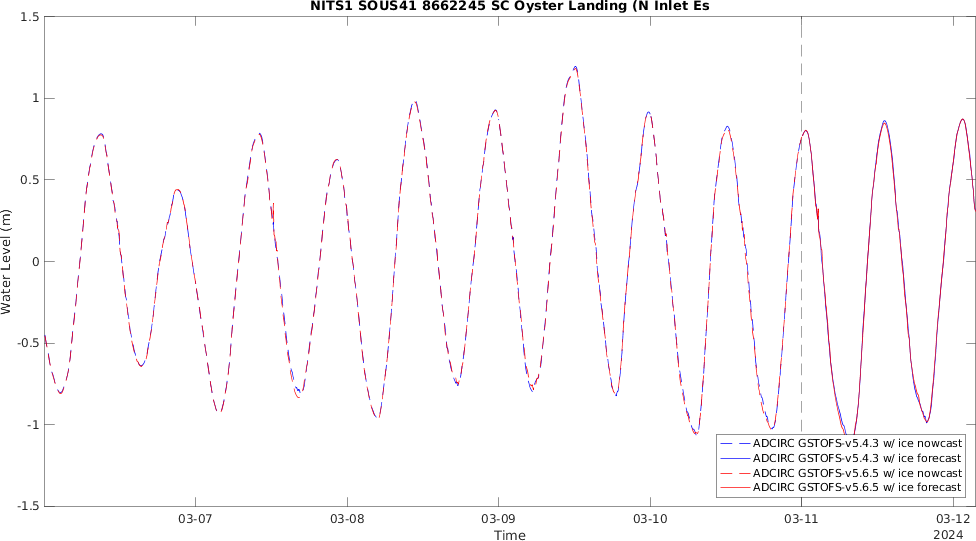 NITS1 SOUS41 8662245 SC Oyster Landing (N Inlet Es
1.5
1
0.5
0
-0.5
-1
-1.5
Water Level (m)
03-07
03-08
03-09
03-10
03-11
03-12
Time
2024
ADCIRC GSTOFS-v5.4.3 w/ ice nowcast
ADCIRC GSTOFS-v5.4.3 w/ ice forecast
ADCIRC GSTOFS-v5.6.5 w/ ice nowcast
ADCIRC GSTOFS-v5.6.5 w/ ice forecast